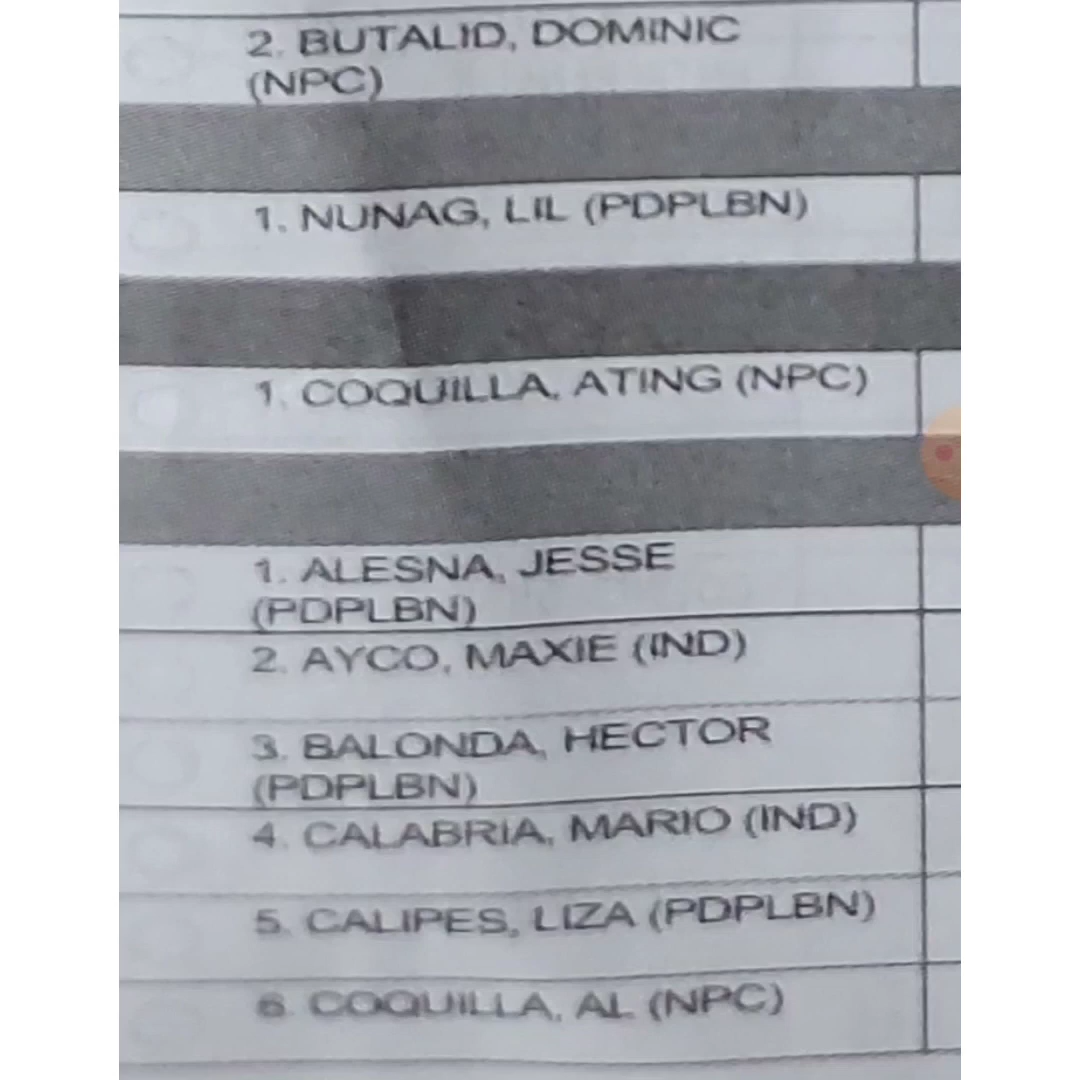 2. BUTALID, DOMINIC
(NPC)
1. NUNAG, LIL (PDPLBN)
1. COQUILLA, ATING (NPC)
1. ALESNA, JESSE
(PDPLBN)
2. AYCO, MAXIE (IND)
3. BALONDA, HECTOR
(PDPLBN)
4. CALABRIA, MARIO (IND)
5. CALIPES, LIZA (PDPLBN)
6. COQUILLA, AL (NPC)